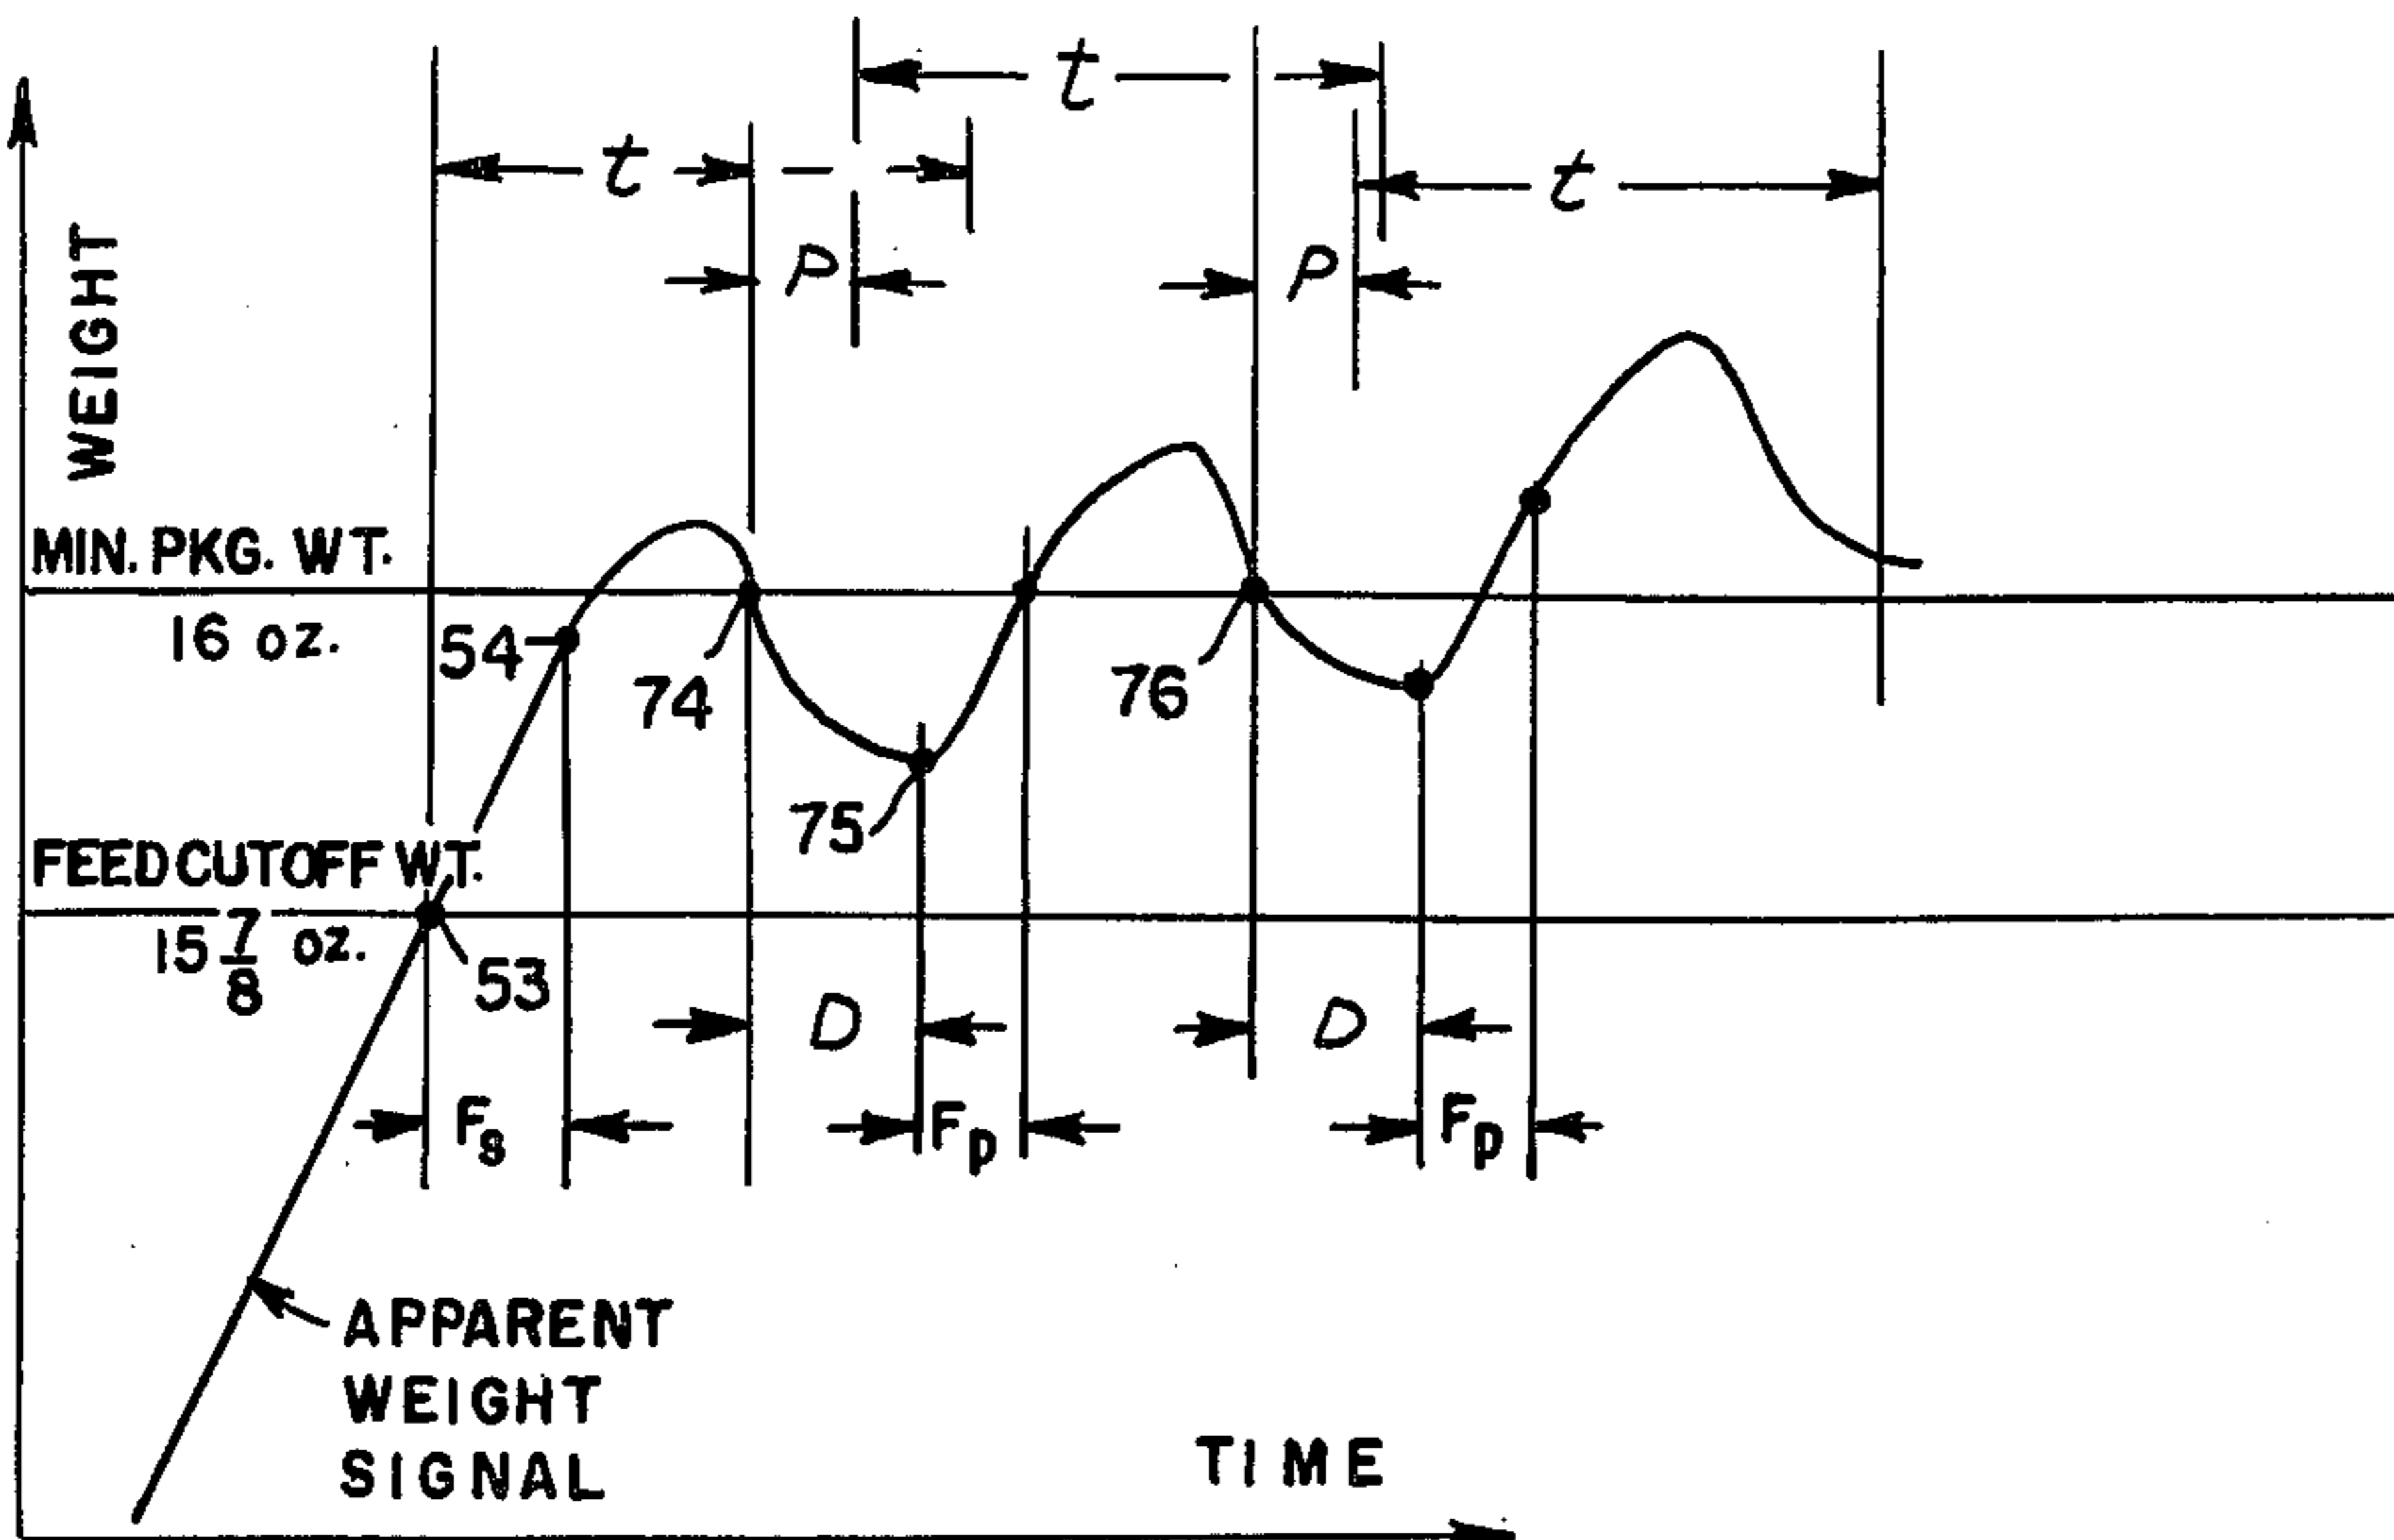 t
t
t
P
P
WEIGHT
MIN. PKG. WT.
16 oz.
54
74
76
75
FEED CUTOFF WT.
15 7/8 oz.
53
D
D
Fs
Fp
Fp
APPARENT
WEIGHT
SIGNAL
TIME